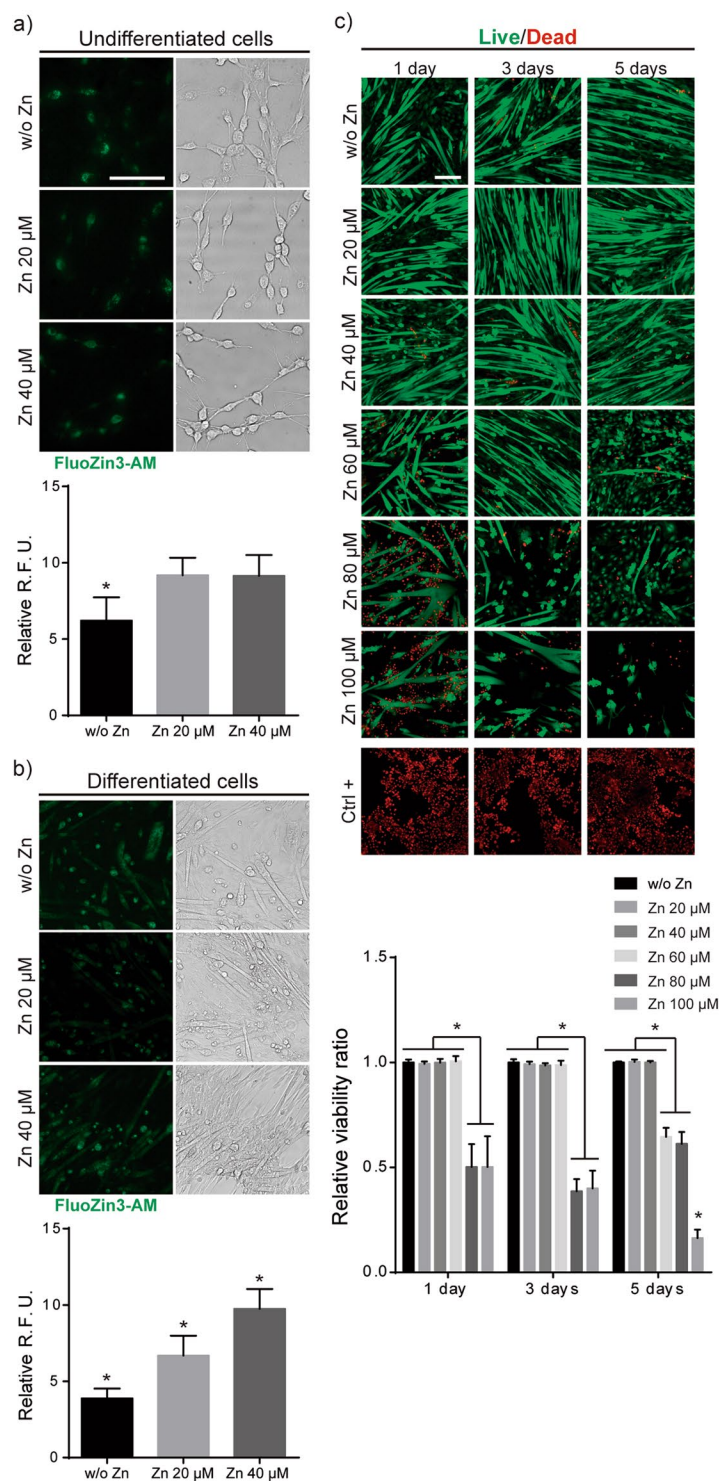 a)
Undifferentiated cells
w/o Zn
Zn 20 µM
Zn 40 µM
FluoZin3-AM
Relative R.F.U.
15
10
5
0
*
w/o Zn Zn 20 µM Zn 40 µM
b)
Differentiated cells
w/o Zn
Zn 20 µM
Zn 40 µM
FluoZin3-AM
Relative R.F.U.
15
10
5
0
* * *
w/o Zn Zn 20 µM Zn 40 µM
c)
Live/Dead
1 day 3 days 5 days
w/o Zn
Zn 20 µM
Zn 40 µM
Zn 60 µM
Zn 80 µM
Zn 100 µM
Ctrl +
w/o Zn
Zn 20 µM
Zn 40 µM
Zn 60 µM
Zn 80 µM
Zn 100 µM
Relative viability ratio
1.5
1.0
0.5
0.0
* * *
*
1 day 3 days 5 days